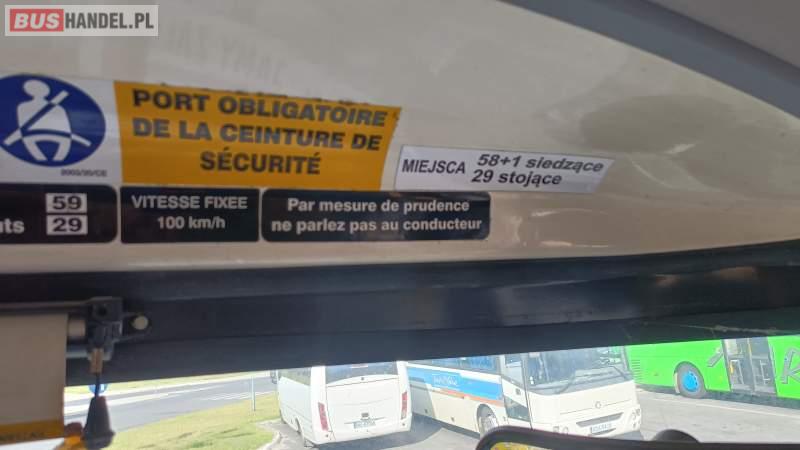 BUSHANDEL.PL
PORT OBLIGATOIRE
DE LA CEINTURE DE
SÉCURITÉ
2003/20/CE
MIEJSCA 58+1 siedzące
29 stojące
59
uts 29
VITESSE FIXEE
100 km/h
Par mesure de prudence
ne parlez pas au conducteur